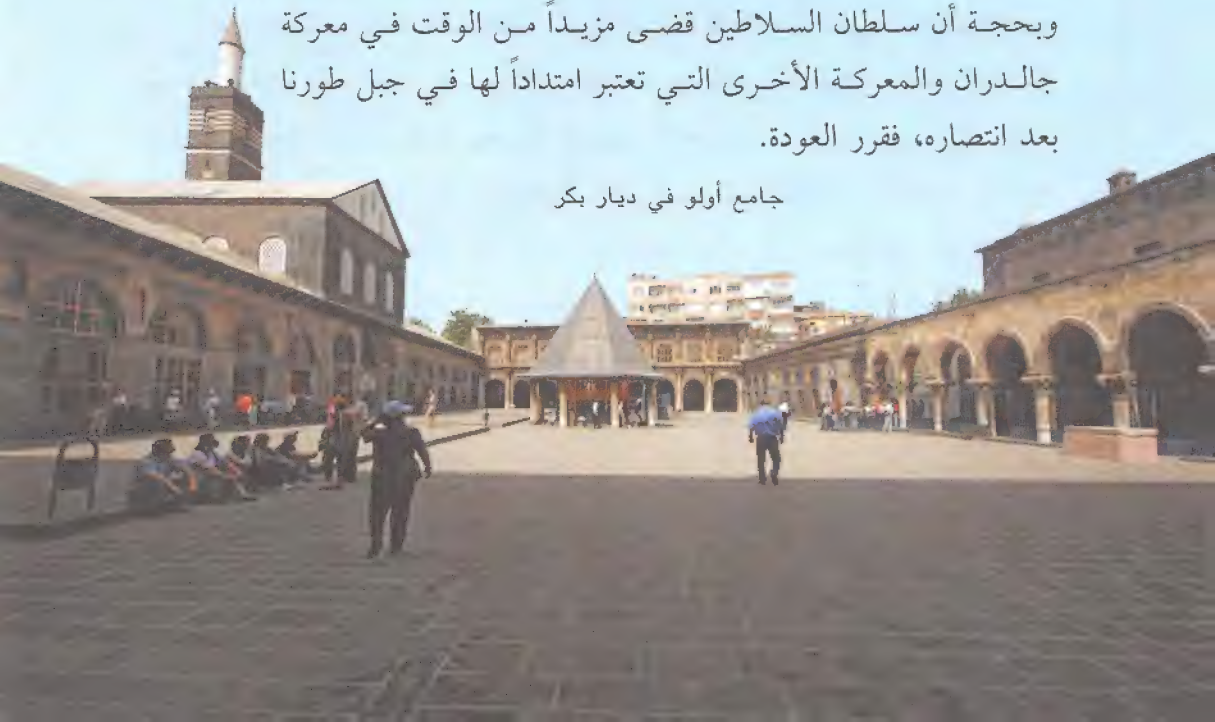 وبحجة أن سلطان السلاطين قضى مزيداً من الوقت في معركة
جالدران والمعركة الأخرى التي تعتبر امتداداً لها في جبل طورنا
بعد انتصاره، فقرر العودة.
جامع أولو في ديار بكر